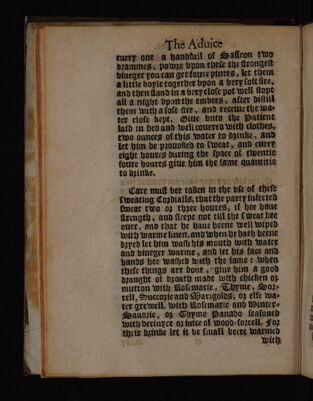 The Aduice
euery one a handfull of Saffron two
drammes, powre vpon these the strongest
vineger you can get foure pintes, let them
a little boyle together vpon a very soft fire,
and then stand in a very close pot well stopt
all a night vpon the embers, after distill
them with a soft fire, and receiue the wa-
ter close kept. Giue vnto the Patient
laid in bed and well couered with clothes,
two ounces of this water to drinke, and
let him be prouoked to sweat, and euery
eight houres during the space of twentie
foure houres giue him the same quantitie
to drinke.
Care must bee taken in the vse of these
sweating Cordialls, that the party infected
sweat two or three houres, if hee haue
strength, and sleepe not till the sweat bee
ouer, and that he haue beene well wiped
with warme linen, and when he hath beene
dryed let him wash his mouth with water
and vineger warme, and let his face and
hands bee washed with the same: when
these things are done, giue him a good
draught of broath made with chicken or
mutton with Rosemarie, Thyme, Sor-
rell, Succorie and Marigolds; or else wa-
ter grewell, with Rosemarie and Winter-
Sauorie, or Thyme Panado seasoned
with veriuyce or iuice of wood-sorrell. For
their drinke let it be small beere warmed
with